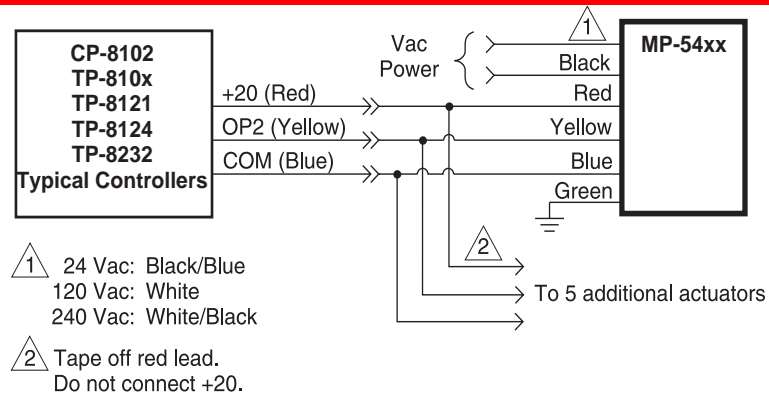 CP-8102
TP-810x
TP-8121
TP-8124
TP-8232
Typical Controllers
+20 (Red)
OP2 (Yellow)
COM (Blue)
Vac
Power
1
Black
Red
Yellow
Blue
Green
MP-54xx
2
To 5 additional actuators
1 24 Vac: Black/Blue
120 Vac: White
240 Vac: White/Black
2 Tape off red lead.
Do not connect +20.